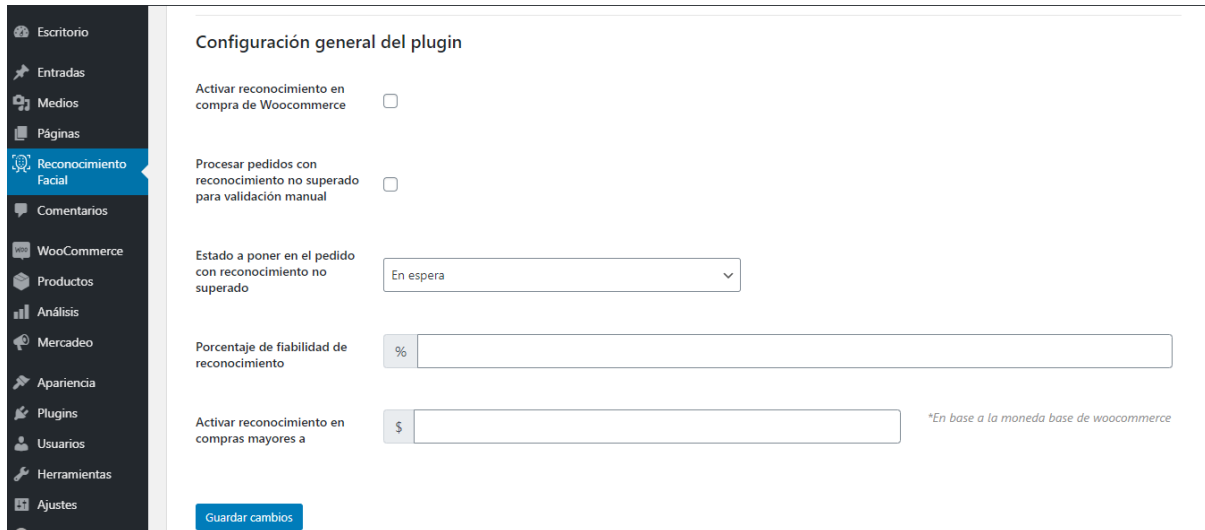 Escritorio
Entradas
Medios
Páginas
Reconocimiento
Facial
Comentarios
woo WooCommerce
Productos
Análisis
Mercadeo
Apariencia
Plugins
Usuarios
Herramientas
Ajustes
Configuración general del plugin
Activar reconocimiento en
compra de Woocommerce
Procesar pedidos con
reconocimiento no superado
para validación manual
Estado a poner en el pedido
con reconocimiento no
superado
En espera
Porcentaje de fiabilidad de
reconocimiento
%
Activar reconocimiento en
compras mayores a
$
*En base a la moneda base de woocommerce
Guardar cambios